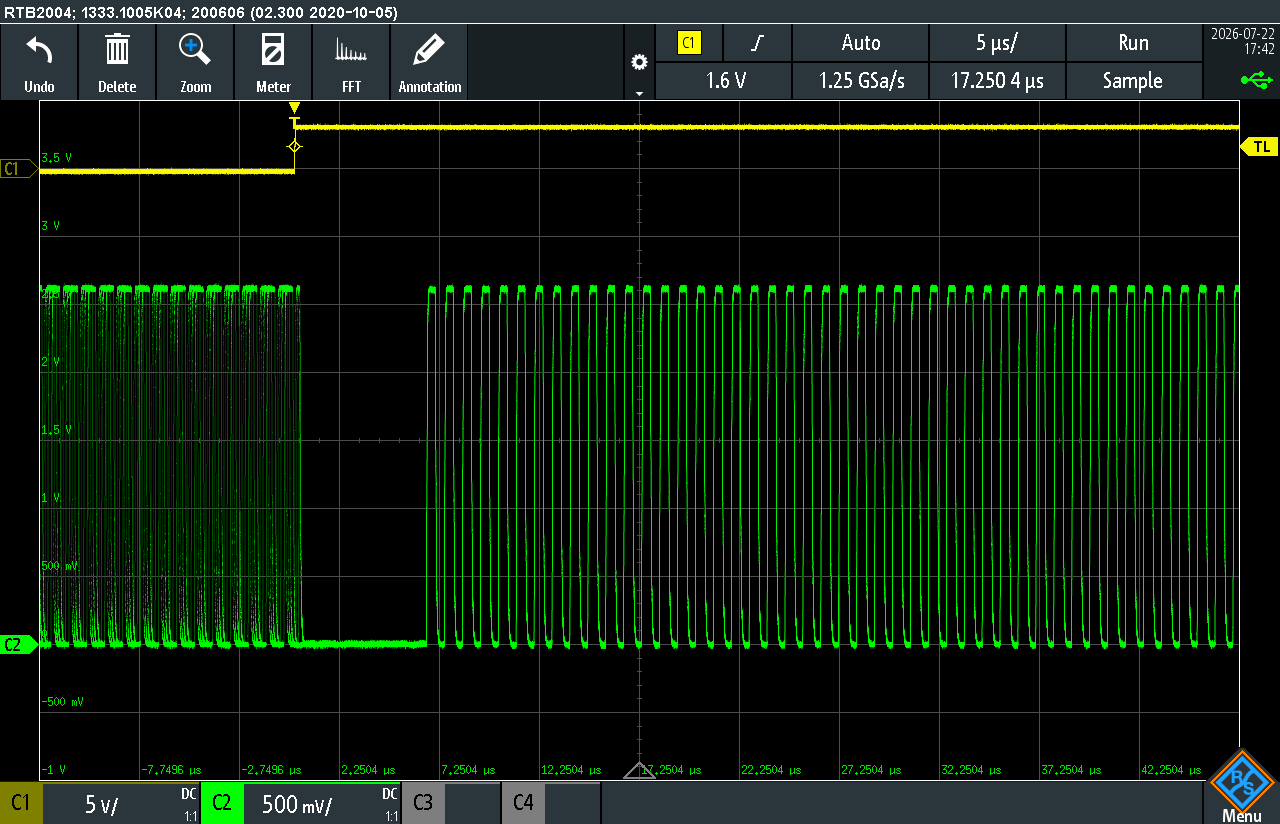 RTB2004; 1333.1005K04; 200606 (02.300 2020-10-05)
Undo
Delete
Zoom
Meter
FFT
Annotation
C1
Auto
5 µs/
Run
1.6 V
1.25 GSa/s
17.250 4 µs
Sample
2026-07-22
17:42
T
C1
TL
3.5 V
3 V
2.5 V
2 V
1.5 V
1 V
500 mV
C2
-500 mV
-1 V
-7.7496 µs
-2.7496 µs
2.2504 µs
7.2504 µs
12.2504 µs
17.2504 µs
22.2504 µs
27.2504 µs
32.2504 µs
37.2504 µs
42.2504 µs
C1
5 V/
DC
1:1
C2
500 mV/
DC
1:1
C3
C4
R S
Menu